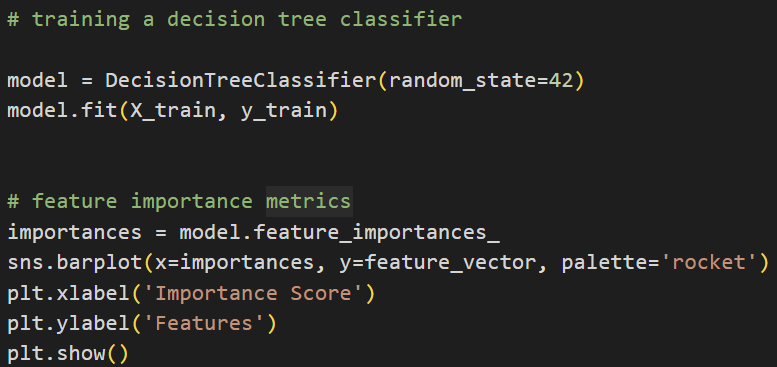 # training a decision tree classifier
model = DecisionTreeClassifier(random_state=42)
model.fit(X_train, y_train)
# feature importance metrics
importances = model.feature_importances_
sns.barplot(x=importances, y=feature_vector, palette='rocket')
plt.xlabel('Importance Score')
plt.ylabel('Features')
plt.show()